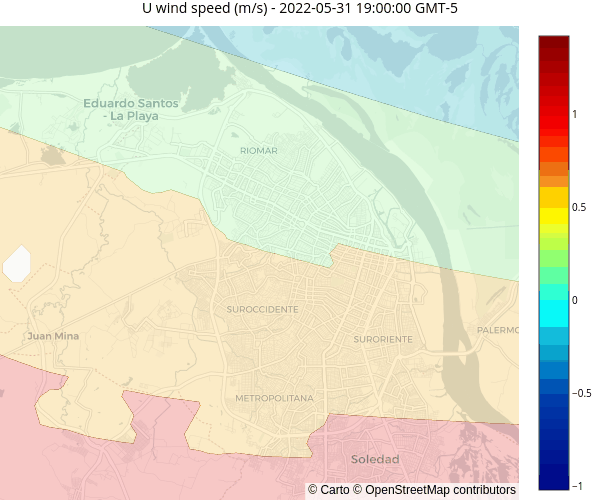 U wind speed (m/s) - 2022-05-31 19:00:00 GMT-5
Eduardo Santos
- La Playa
RIOMAR
SUROCCIDENTE
Juan Mina
SURORIENTE
PALERMO
METROPOLITANA
Soledad
© Carto © OpenStreetMap contributors
1
0.5
0
−0.5
−1